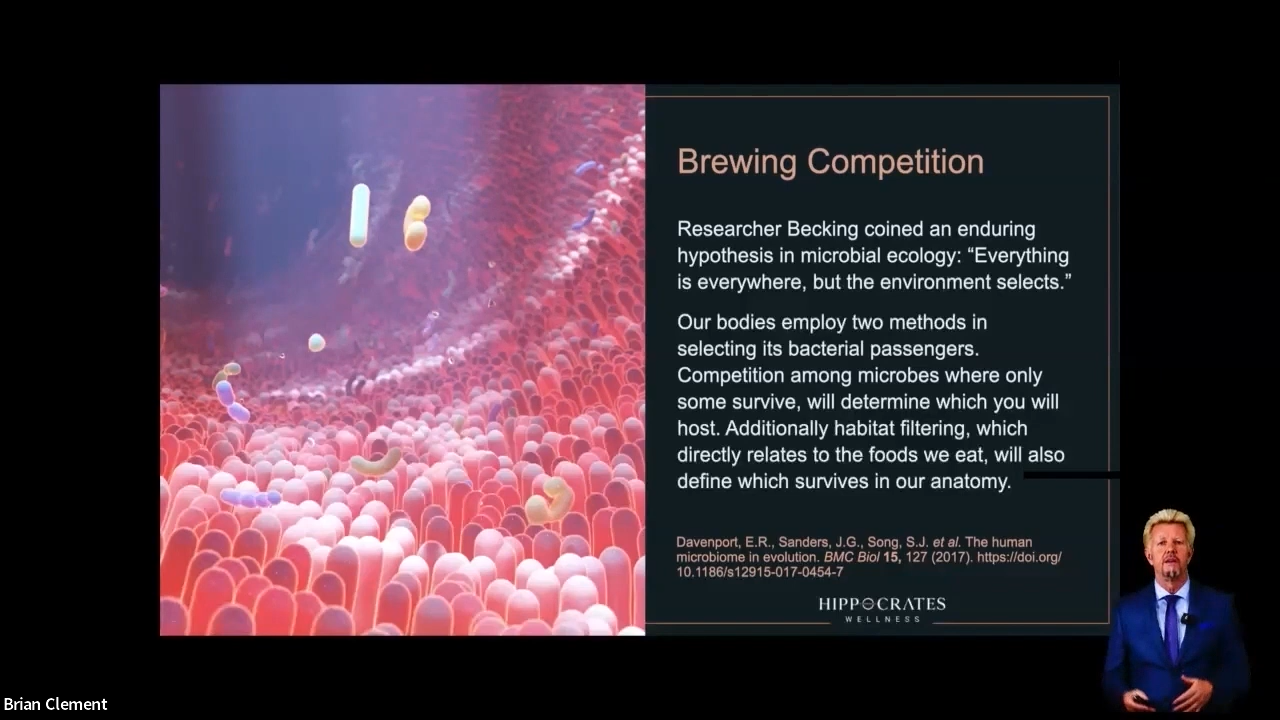 Brewing Competition
Researcher Becking coined an enduring
hypothesis in microbial ecology: “Everything
is everywhere, but the environment selects.”
Our bodies employ two methods in
selecting its bacterial passengers.
Competition among microbes where only
some survive, will determine which you will
host. Additionally habitat filtering, which
directly relates to the foods we eat, will also
define which survives in our anatomy.
Davenport, E.R., Sanders, J.G., Song, S.J. et al. The human
microbiome in evolution. BMC Biol 15, 127 (2017). https://doi.org/
10.1186/s12915-017-0454-7
HIPPOCRATES
WELLNESS
Brian Clement